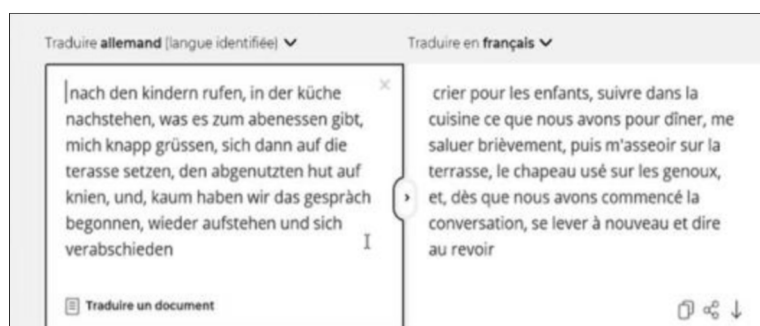 Traduire allemand (langue identifiée)
nach den kindern rufen, in der küche
nachstehen, was es zum abenessen gibt,
mich knapp grüssen, sich dann auf die
terasse setzen, den abgenutzten hut auf
knien, und, kaum haben wir das gespràch
begonnen, wieder aufstehen und sich
verabschieden
Traduire un document
Traduire en français
crier pour les enfants, suivre dans la
cuisine ce que nous avons pour dîner, me
saluer brièvement, puis m'asseoir sur la
terrasse, le chapeau usé sur les genoux,
et, dès que nous avons commencé la
conversation, se lever à nouveau et dire
au revoir